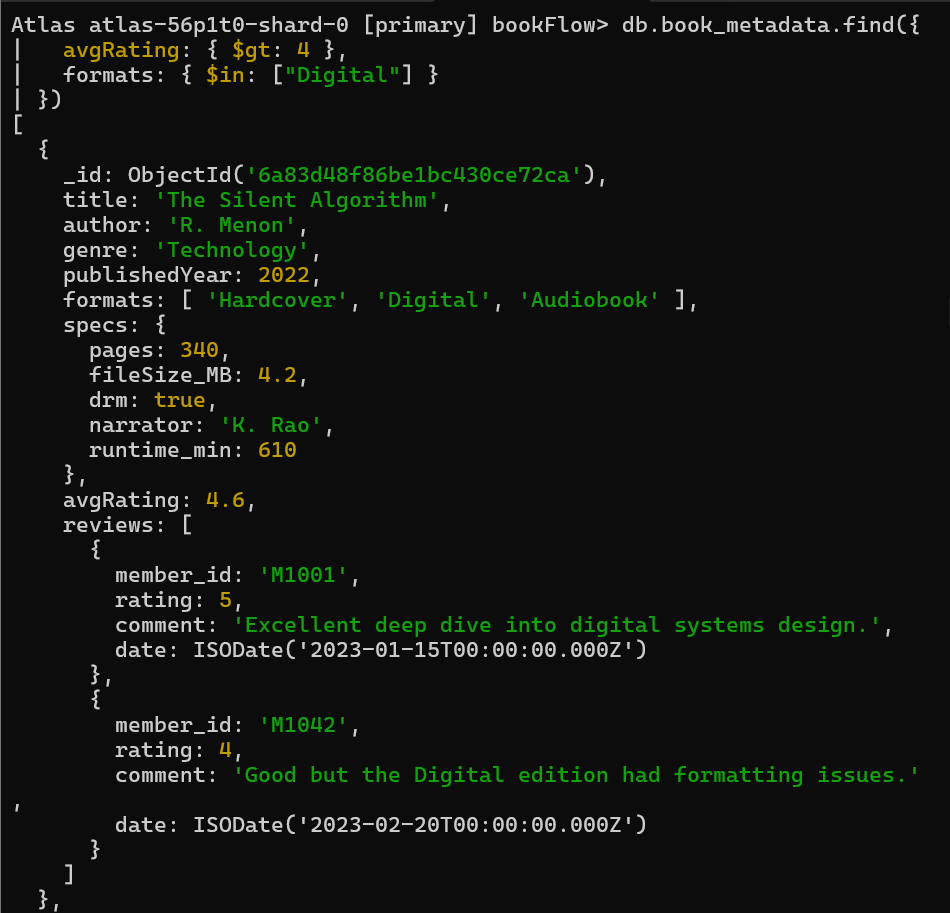 Atlas atlas-56p1t0-shard-0 [primary] bookFlow> db.book_metadata.find({
|   avgRating: { $gt: 4 },
|   formats: { $in: ["Digital"] }
| })
[
  {
    _id: ObjectId('6a83d48f86be1bc430ce72ca'),
    title: 'The Silent Algorithm',
    author: 'R. Menon',
    genre: 'Technology',
    publishedYear: 2022,
    formats: [ 'Hardcover', 'Digital', 'Audiobook' ],
    specs: {
      pages: 340,
      fileSize_MB: 4.2,
      drm: true,
      narrator: 'K. Rao',
      runtime_min: 610
    },
    avgRating: 4.6,
    reviews: [
      {
        member_id: 'M1001',
        rating: 5,
        comment: 'Excellent deep dive into digital systems design.',
        date: ISODate('2023-01-15T00:00:00.000Z')
      },
      {
        member_id: 'M1042',
        rating: 4,
        comment: 'Good but the Digital edition had formatting issues.'
,
        date: ISODate('2023-02-20T00:00:00.000Z')
      }
    ]
  },